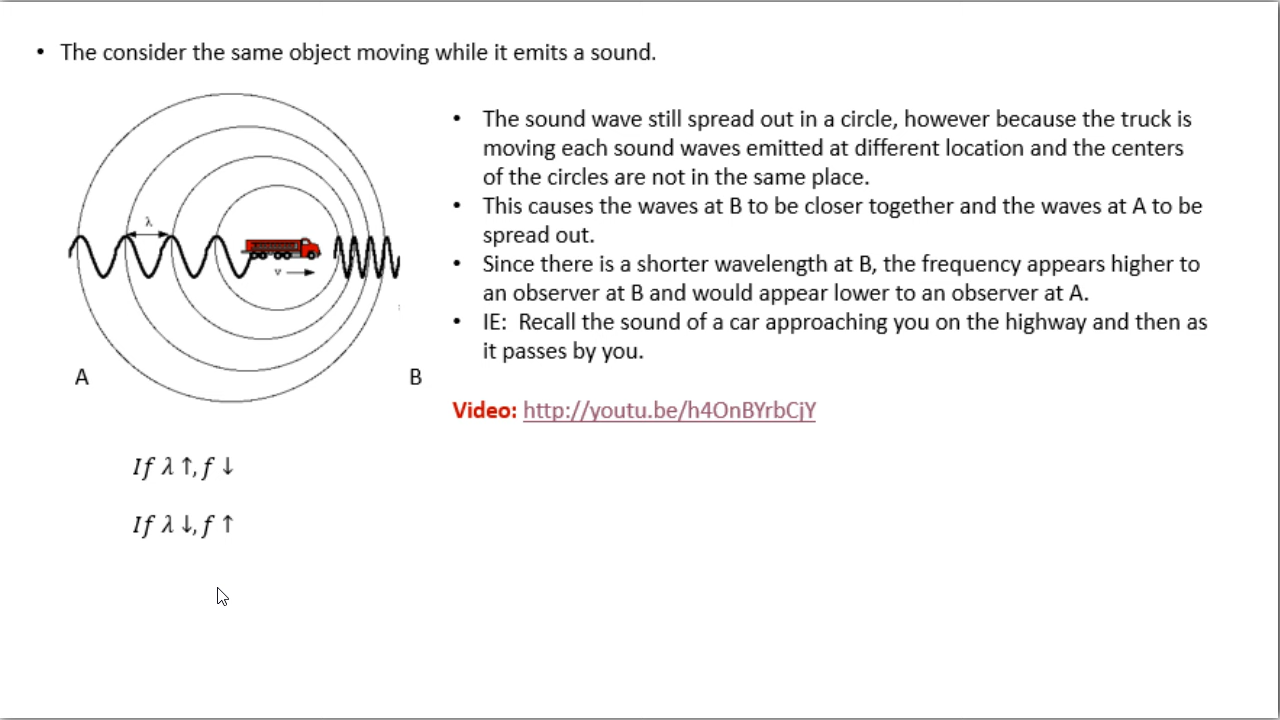 • The consider the same object moving while it emits a sound.
• The sound wave still spread out in a circle, however because the truck is
moving each sound waves emitted at different location and the centers
of the circles are not in the same place.
• This causes the waves at B to be closer together and the waves at A to be
spread out.
• Since there is a shorter wavelength at B, the frequency appears higher to
an observer at B and would appear lower to an observer at A.
• IE: Recall the sound of a car approaching you on the highway and then as
it passes by you.
Video: http://youtu.be/h4OnBYrbCjY
λ
v
A
B
If λ ↑, f ↓
If λ ↓, f ↑